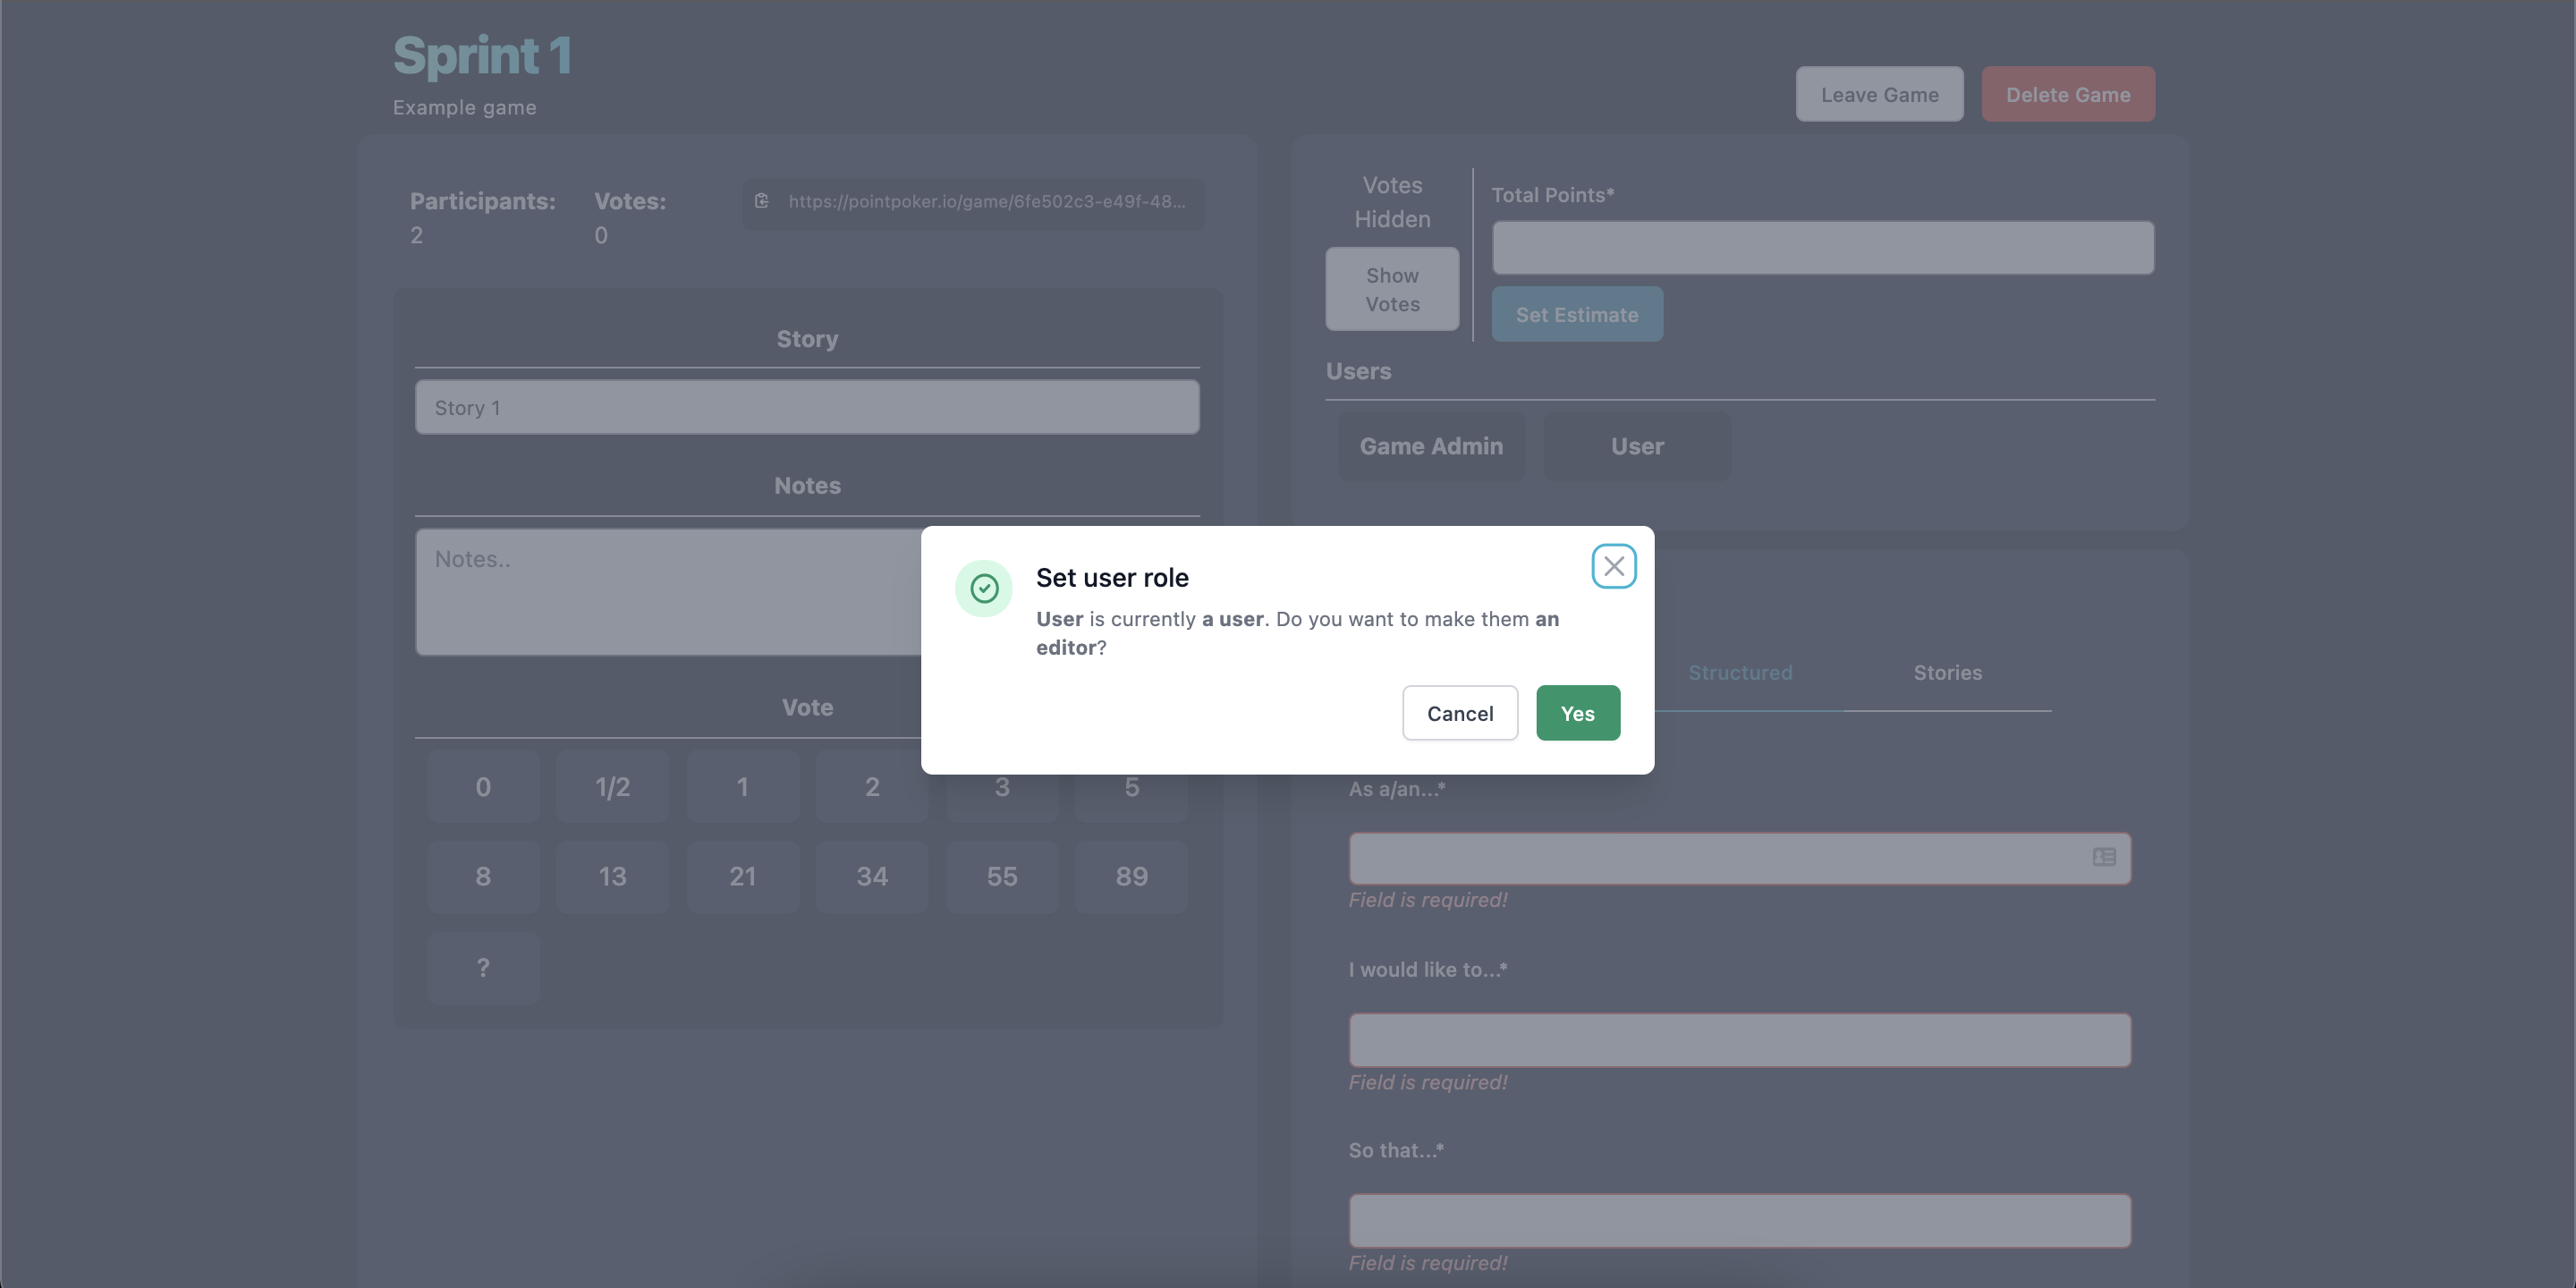 Sprint 1
Example game
Leave Game
Delete Game
Participants:
2
Votes:
0
https://pointpoker.io/game/6fe502c3-e49f-48...
Story
Story 1
Notes
Notes..
Vote
0 1/2 1 2 3 5
8 13 21 34 55 89
?
Votes
Hidden
Show
Votes
Total Points*
Set Estimate
Users
Game Admin
User
Set user role
User is currently a user. Do you want to make them an
editor?
Cancel
Yes
Structured
Stories
As a/an...*
Field is required!
I would like to...*
Field is required!
So that...*
Field is required!